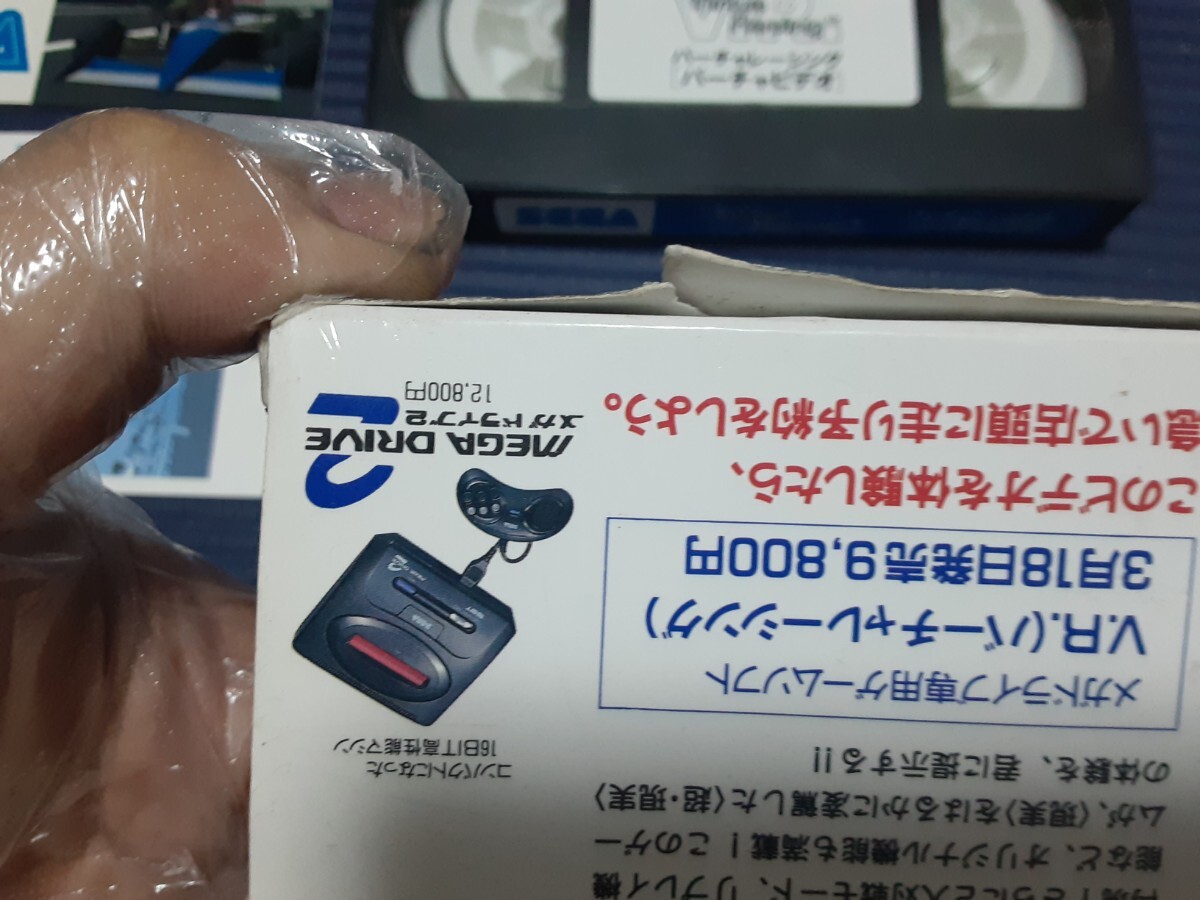 バーチャレーシング
バーチャビデオ
SEGA
能など、オリジナル機能も満載！このゲー
ムが、〈現実〉をはるかに凌駕した〈超・現実〉
の体験を、君に提示する!!
メガドライブ専用ゲームソフト
V.R.(バーチャレーシング)
3月18日発売9,800円
このビデオを体験したら、
急いで店頭に走り予約をしよう。
コンパクトになった
16BIT高性能マシン
MEGA DRIVE 2
メガドライブ2
12,800円